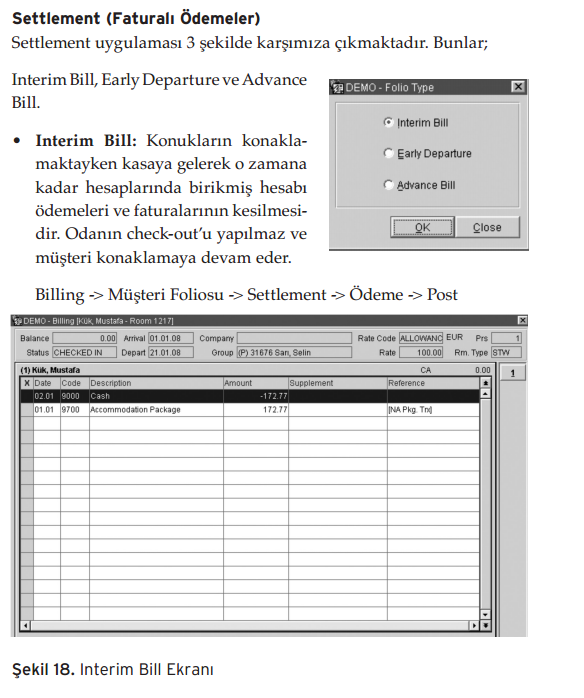 Settlement (Faturalı Ödemeler)
Settlement uygulaması 3 şekilde karşımıza çıkmaktadır. Bunlar;
Interim Bill, Early Departure ve Advance
Bill.
• Interim Bill: Konukların konakla-
maktayken kasaya gelerek o zamana
kadar hesaplarında birikmiş hesabı
ödemeleri ve faturalarının kesilmesi-
dir. Odanın check-out’u yapılmaz ve
müşteri konaklamaya devam eder.
DEMO - Folio Type
Interim Bill
Early Departure
Advance Bill
OK Close
Billing -> Müşteri Foliosu -> Settlement -> Ödeme -> Post
DEMO - Billing [Kük, Mustafa - Room 1217]
Balance 0.00 Arrival 01.01.08 Company Rate Code ALLOWANC EUR Prs 1
Status CHECKED IN Depart 21.01.08 Group (P) 31676 Sarı, Selin Rate 100.00 Rm. Type STW
(1) Kük, Mustafa CA 0.00 1
X Date Code Description Amount Supplement Reference
02.01 9000 Cash -172.77
01.01 9700 Accommodation Package 172.77 [NA Pkg. Trn]
Şekil 18. Interim Bill Ekranı